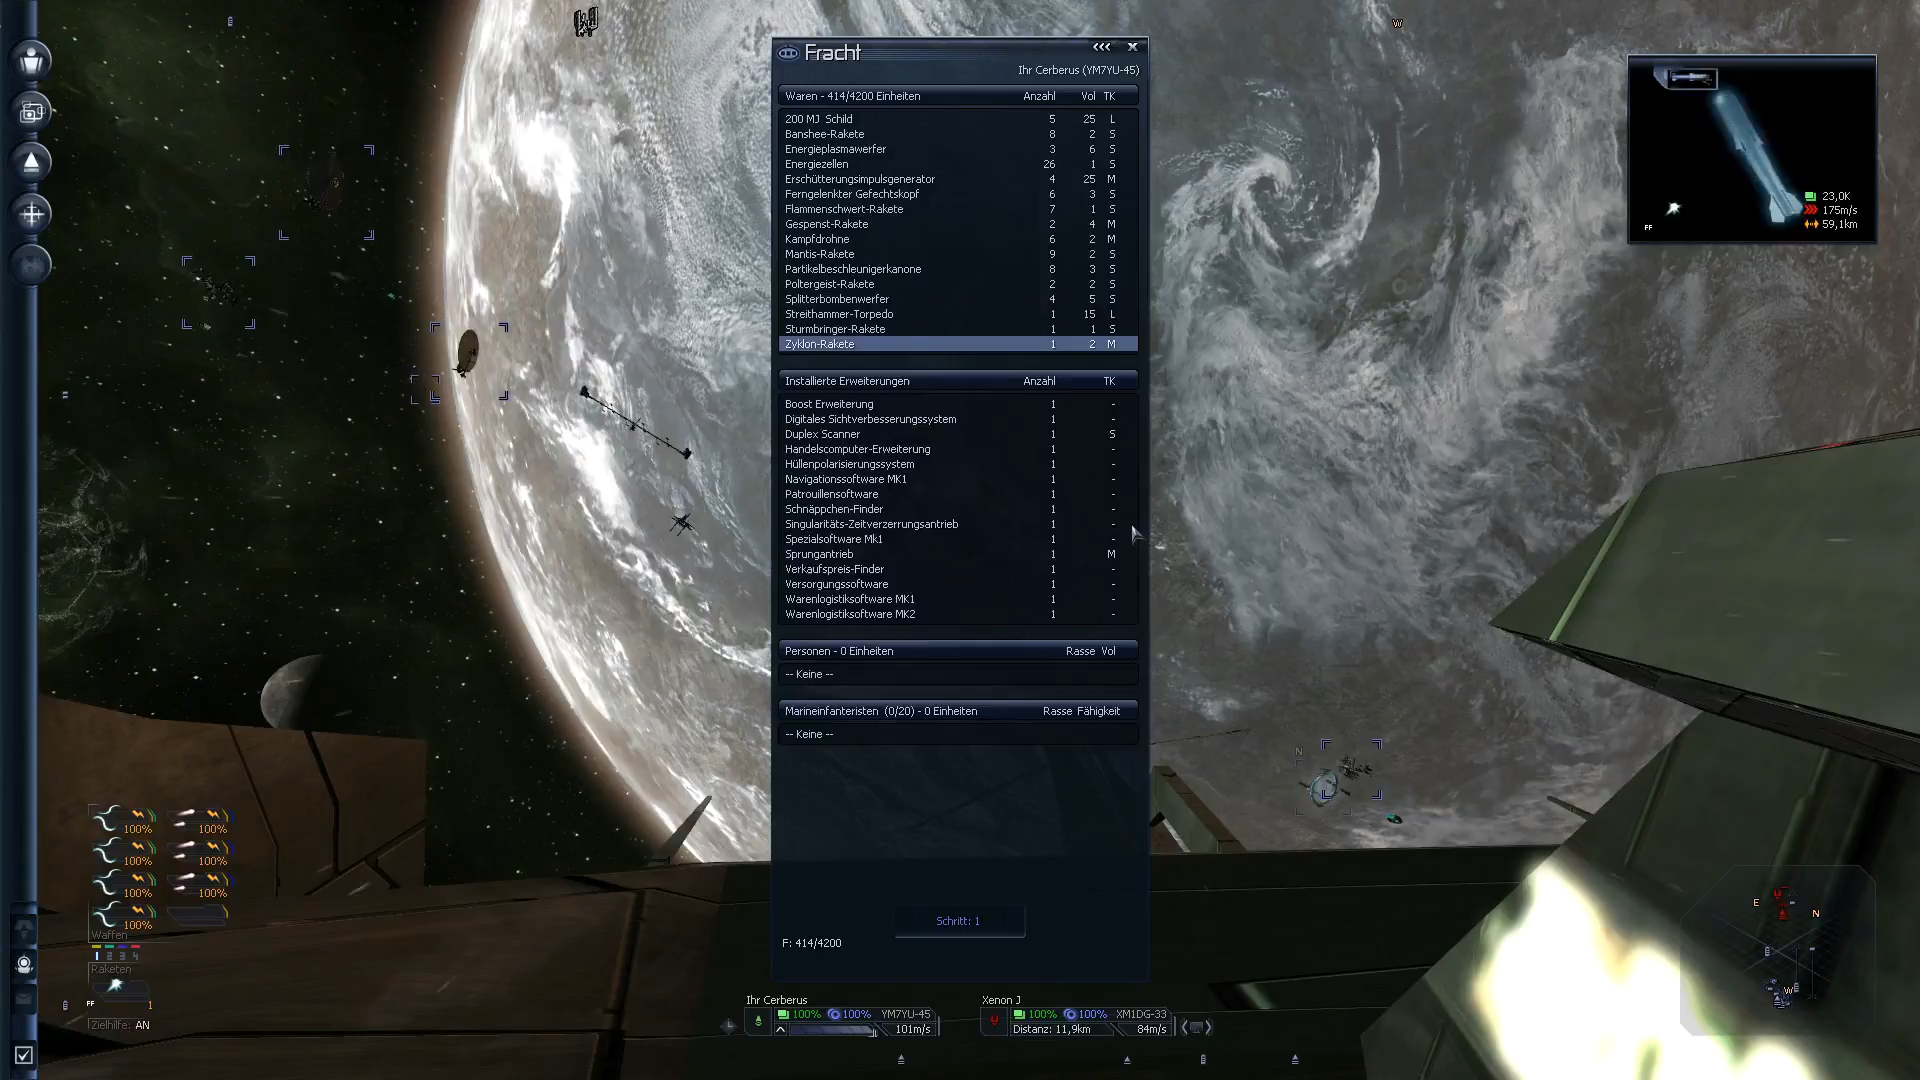 W
Fracht
Ihr Cerberus (YM7YU-45)
Waren - 414/4200 Einheiten Anzahl Vol TK
200 MJ Schild 5 25 L
Banshee-Rakete 8 2 S
Energieplasmawerfer 3 6 S
Energiezellen 26 1 S
Erschütterungsimpulsgenerator 4 25 M
Ferngelenkter Gefechtskopf 6 3 S
Flammenschwert-Rakete 7 1 S
Gespenst-Rakete 2 4 M
Kampfdrohne 6 2 M
Mantis-Rakete 9 2 S
Partikelbeschleunigerkanone 8 3 S
Poltergeist-Rakete 2 2 S
Splitterbombenwerfer 4 5 S
Streithammer-Torpedo 1 15 L
Sturmbringer-Rakete 1 1 S
Zyklon-Rakete 1 2 M
Installierte Erweiterungen Anzahl TK
Boost Erweiterung 1 -
Digitales Sichtverbesserungssystem 1 -
Duplex Scanner 1 S
Handelscomputer-Erweiterung 1 -
Hüllenpolarisierungssystem 1 -
Navigationssoftware MK1 1 -
Patrouillensoftware 1 -
Schnäppchen-Finder 1 -
Singularitäts-Zeitverzerrungsantrieb 1 -
Spezialsoftware Mk1 1 -
Sprungantrieb 1 M
Verkaufspreis-Finder 1 -
Versorgungssoftware 1 -
Warenlogistiksoftware MK1 1 -
Warenlogistiksoftware MK2 1 -
Personen - 0 Einheiten Rasse Vol
-- Keine --
Marineinfanteristen (0/20) - 0 Einheiten Rasse Fähigkeit
-- Keine --
Schritt: 1
F: 414/4200
23,0K
175m/s
59,1km
FF
N
100% 100%
100% 100%
100% 100%
100%
Waffen
1 2 3 4
Raketen
FF 1
Zielhilfe: AN
Ihr Cerberus
100% 100% YM7YU-45
101m/s
Xenon J
100% 100% XM1DG-33
Distanz: 11,9km 84m/s
E
N
W